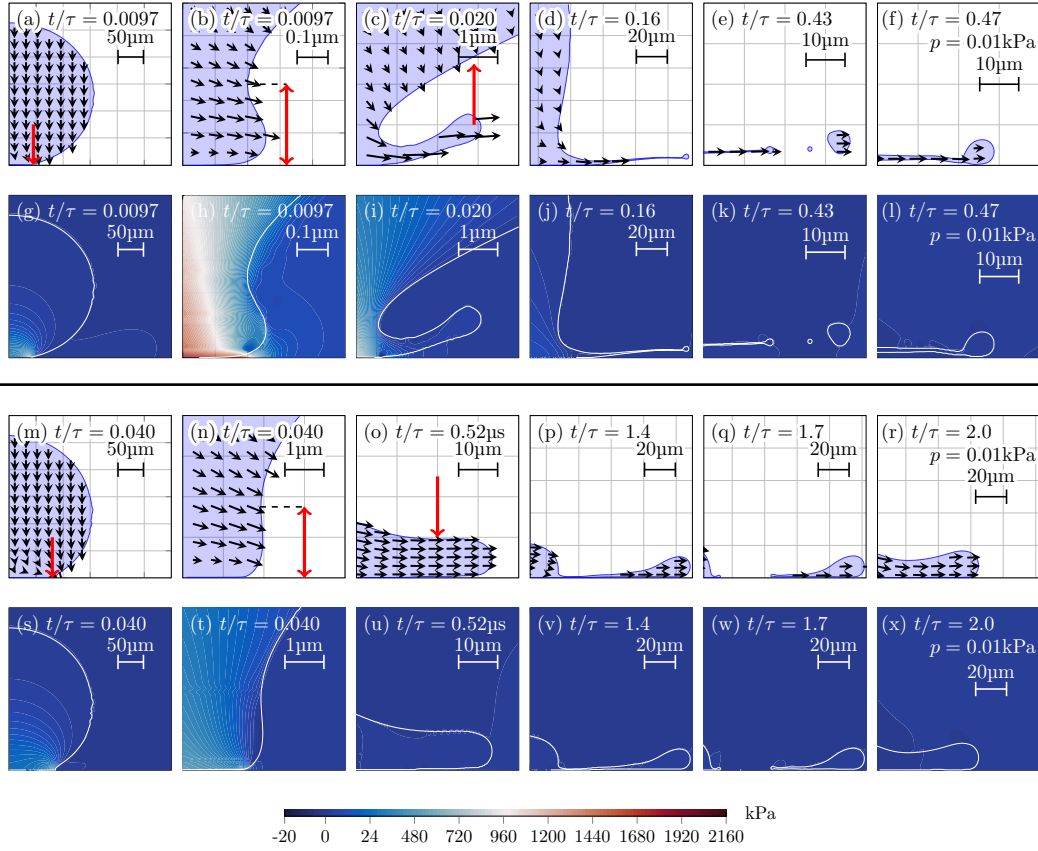 (a) t/τ = 0.0097
50µm
(b) t/τ = 0.0097
0.1µm
(c) t/τ = 0.020
1µm
(d) t/τ = 0.16
20µm
(e) t/τ = 0.43
10µm
(f) t/τ = 0.47
p = 0.01kPa
10µm
(g) t/τ = 0.0097
50µm
(h) t/τ = 0.0097
0.1µm
(i) t/τ = 0.020
1µm
(j) t/τ = 0.16
20µm
(k) t/τ = 0.43
10µm
(l) t/τ = 0.47
p = 0.01kPa
10µm
(m) t/τ = 0.040
50µm
(n) t/τ = 0.040
1µm
(o) t/τ = 0.52µs
10µm
(p) t/τ = 1.4
20µm
(q) t/τ = 1.7
20µm
(r) t/τ = 2.0
p = 0.01kPa
20µm
(s) t/τ = 0.040
50µm
(t) t/τ = 0.040
1µm
(u) t/τ = 0.52µs
10µm
(v) t/τ = 1.4
20µm
(w) t/τ = 1.7
20µm
(x) t/τ = 2.0
p = 0.01kPa
20µm
kPa
-20 0 24 480 720 960 1200 1440 1680 1920 2160